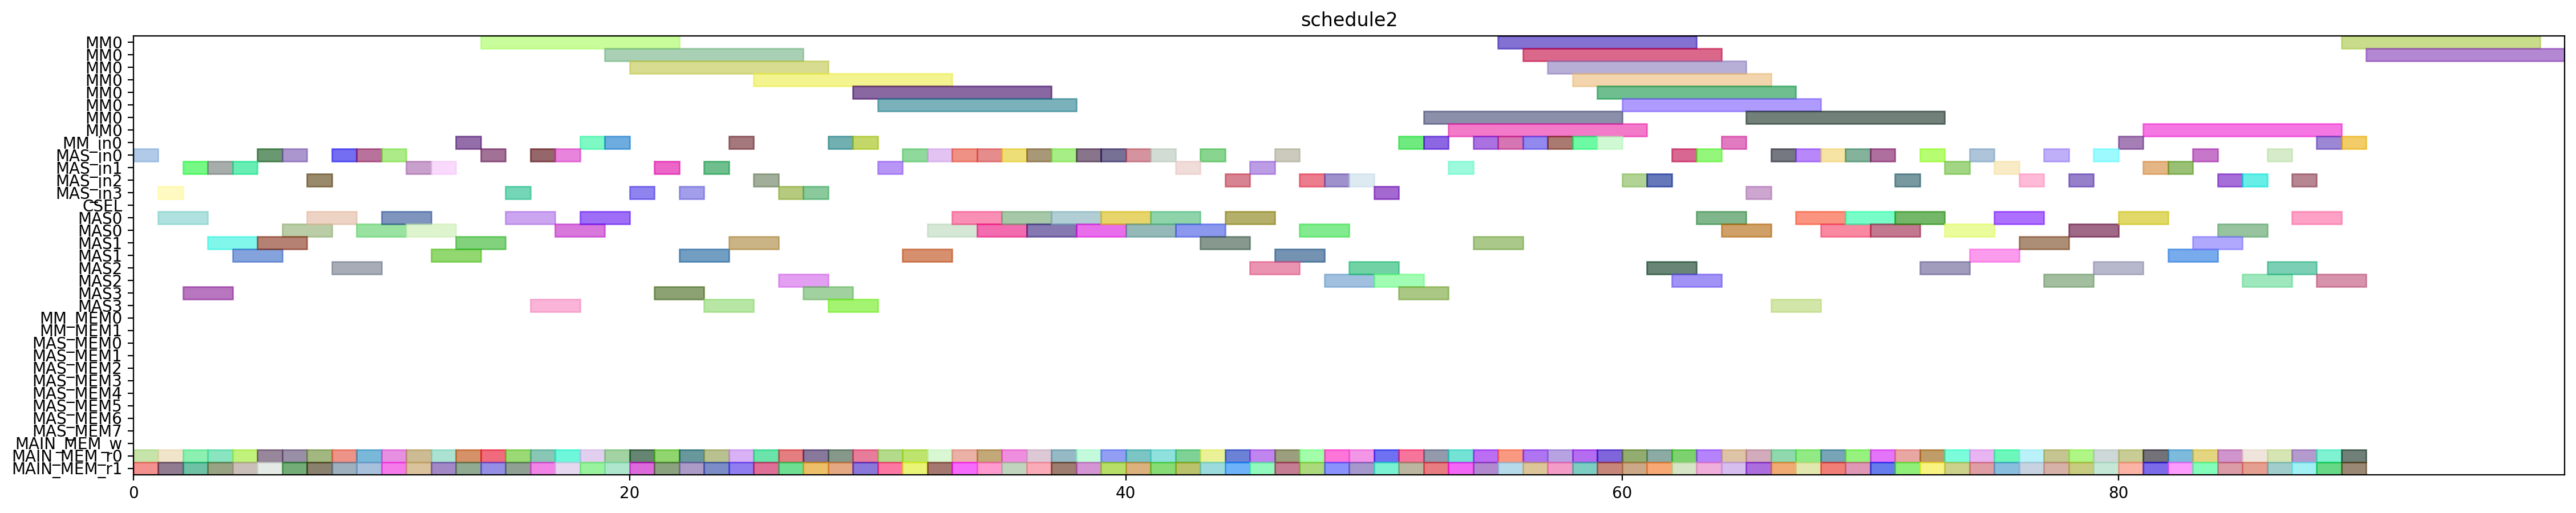 schedule2
MM0
MM0
MM0
MM0
MM0
MM0
MM0
MM0
MM_in0
MAS_in0
MAS_in1
MAS_in2
MAS_in3
CSEL
MAS0
MAS0
MAS1
MAS1
MAS2
MAS2
MAS3
MAS3
MM_MEM0
MM_MEM1
MAS_MEM0
MAS_MEM1
MAS_MEM2
MAS_MEM3
MAS_MEM4
MAS_MEM5
MAS_MEM6
MAS_MEM7
MAIN_MEM_w
MAIN_MEM_r0
MAIN_MEM_r1
0 20 40 60 80